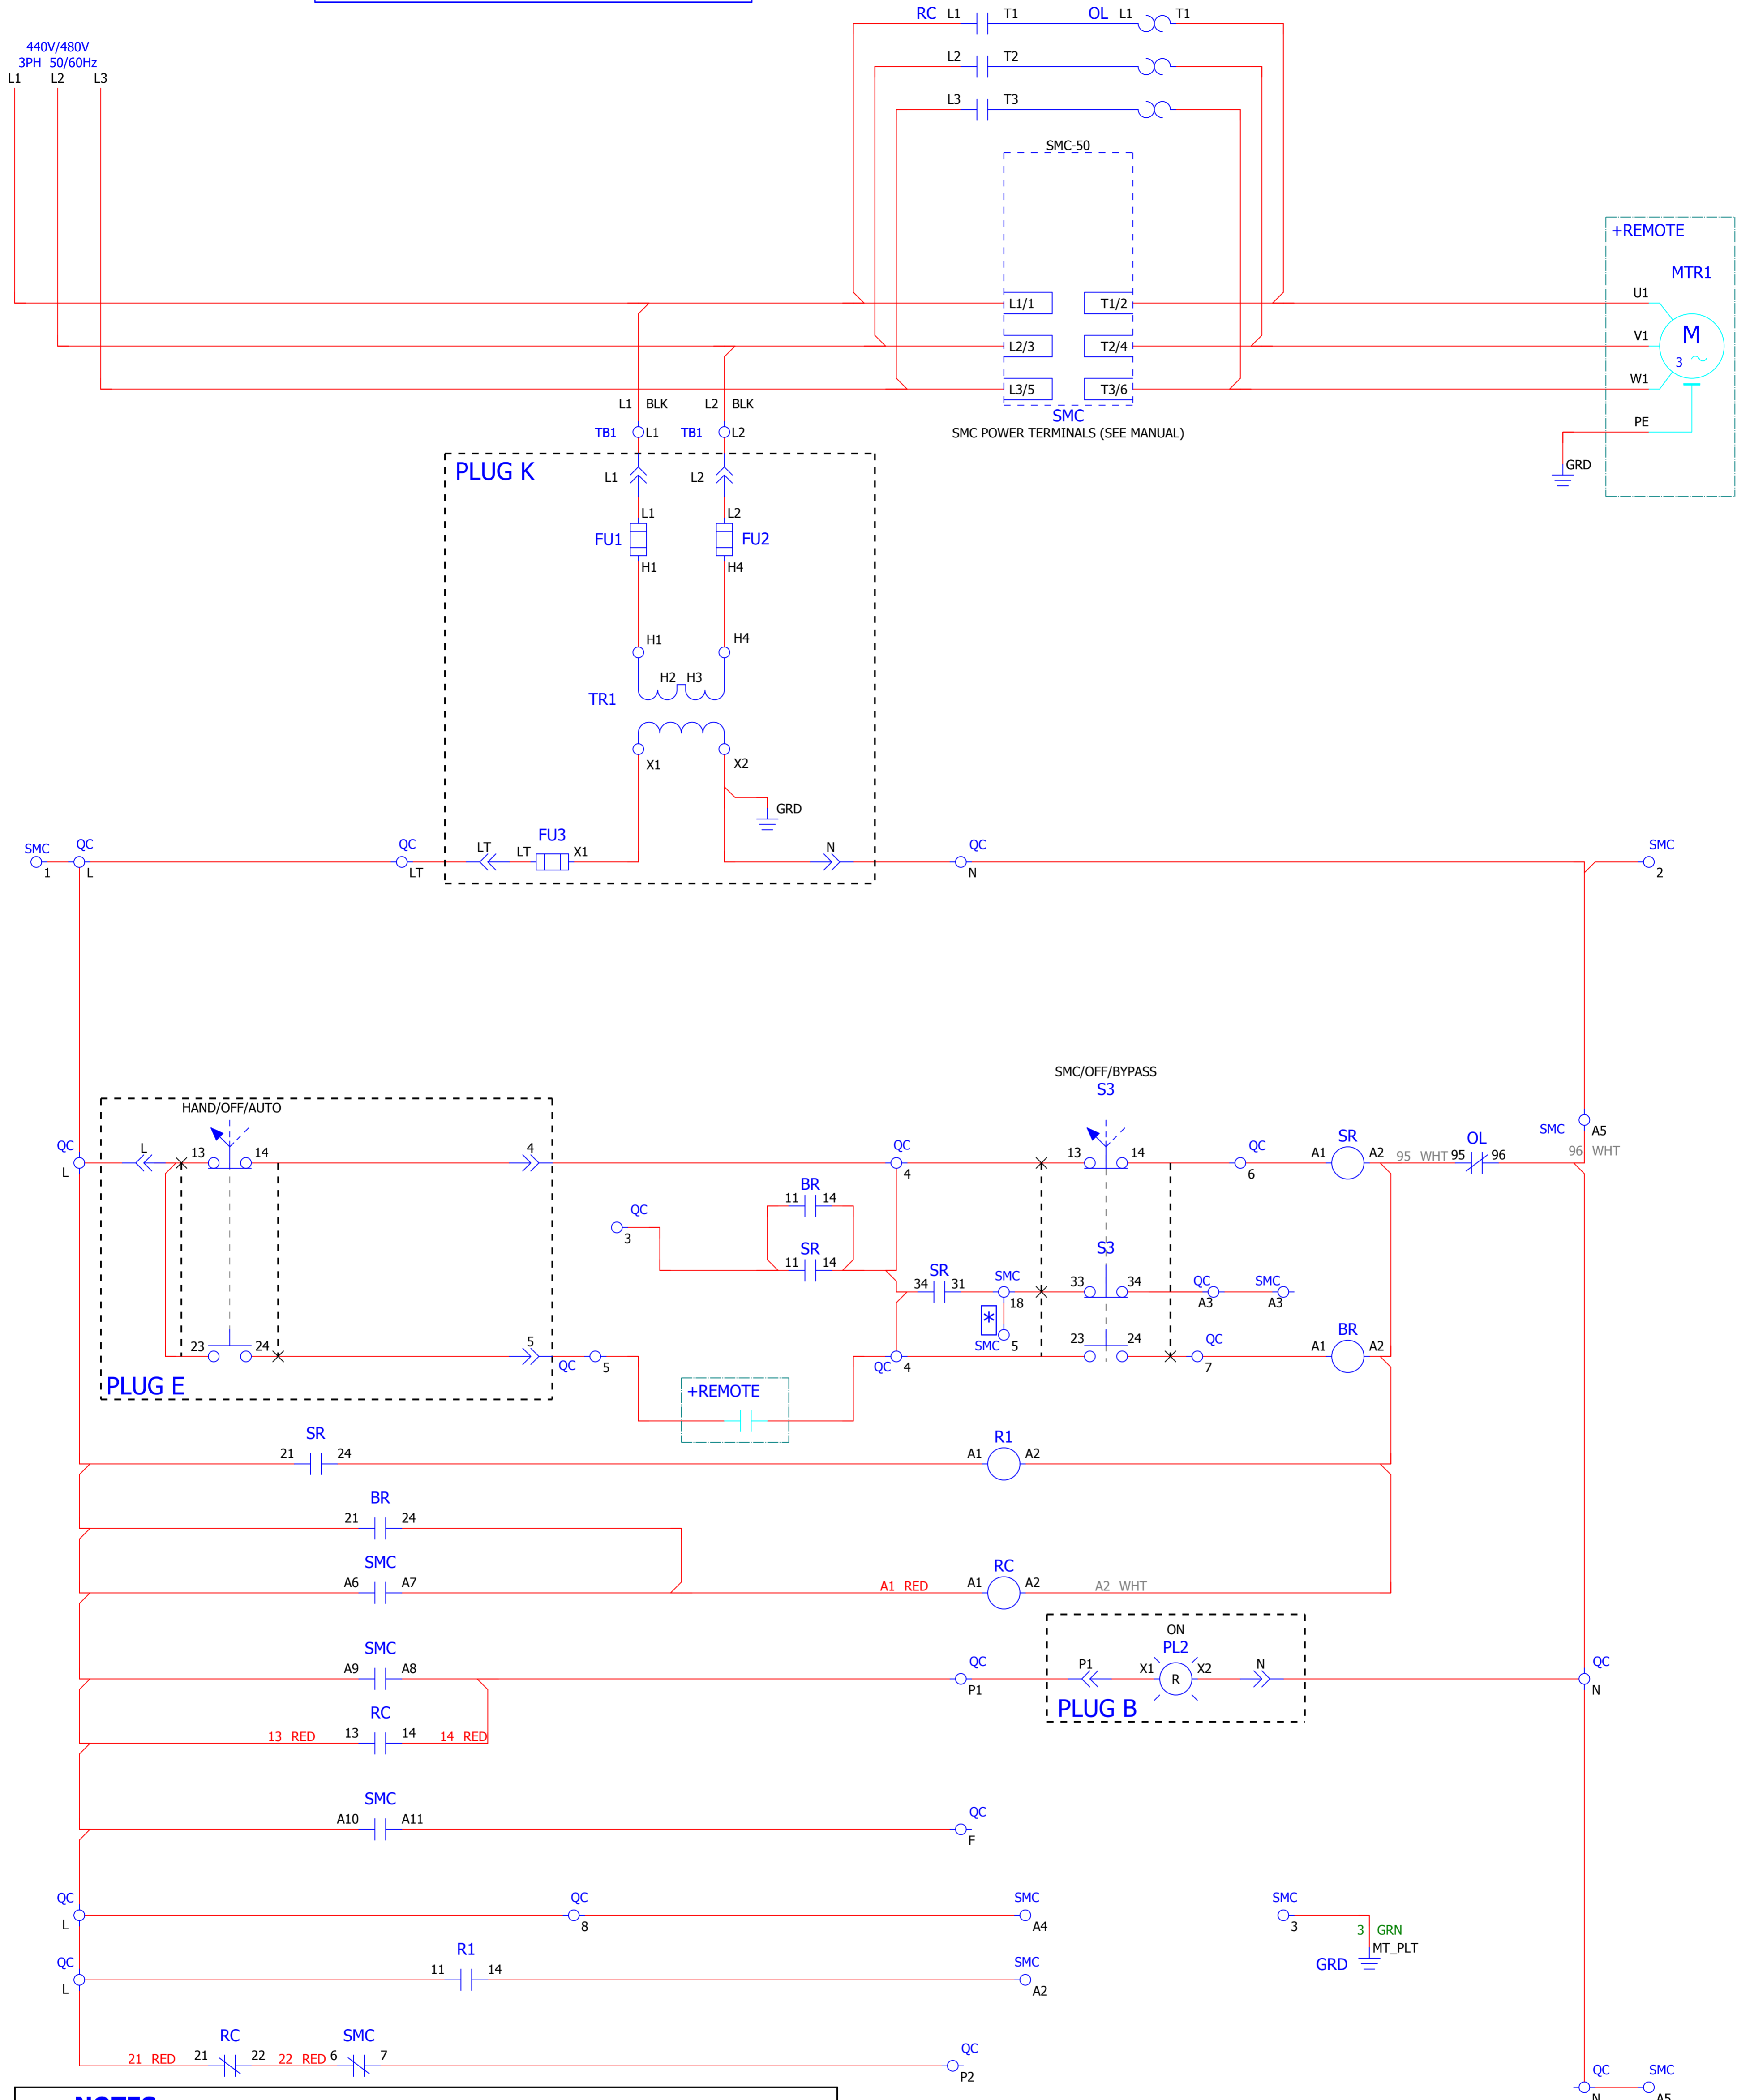 RC L1 T1 OL L1 T1
440V/480V
3PH 50/60Hz
L1 L2 L3
L2 T2
L3 T3
SMC-50
+REMOTE
MTR1
L1/1 T1/2 U1
L2/3 T2/4 V1 M
3
L3/5 T3/6 W1
L1 BLK L2 BLK
SMC
PE
TB1 L1 TB1 L2
SMC POWER TERMINALS (SEE MANUAL)
PLUG K
L1 L2
GRD
L1 L2
FU1 FU2
H1 H4
H1 H4
H2 H3
TR1
X1 X2
GRD
SMC QC QC LT LT FU3 X1 N QC SMC
1 L LT N 2
SMC/OFF/BYPASS
S3
HAND/OFF/AUTO
SMC A5
QC L 13 14 4 QC 13 14 QC A1 SR A2 95 WHT 95 OL 96 96 WHT
L 4 6
BR
11 14
QC
3
SR
11 14
S3
SR
34 31 SMC 33 34 QC SMC
18 A3 A3
*
SMC 5
23 24 5 QC 5 QC 4 23 24 QC 7 A1 BR A2
PLUG E
+REMOTE
SR
21 24
R1
A1 A2
BR
21 24
SMC
A6 A7
A1 RED A1 RC A2 A2 WHT
ON
SMC
A9 A8
QC
P1
P1 X1 PL2 X2 N
R
PLUG B
QC
N
RC
13 RED 13 14 14 RED
SMC
A10 A11
QC
F
QC
L
QC
8
SMC
A4
SMC
3
3 GRN
MT_PLT
GRD
QC
L
R1
11 14
SMC
A2
RC SMC
21 RED 21 22 22 RED 6 7
QC
P2
QC SMC
N A5
NOTES